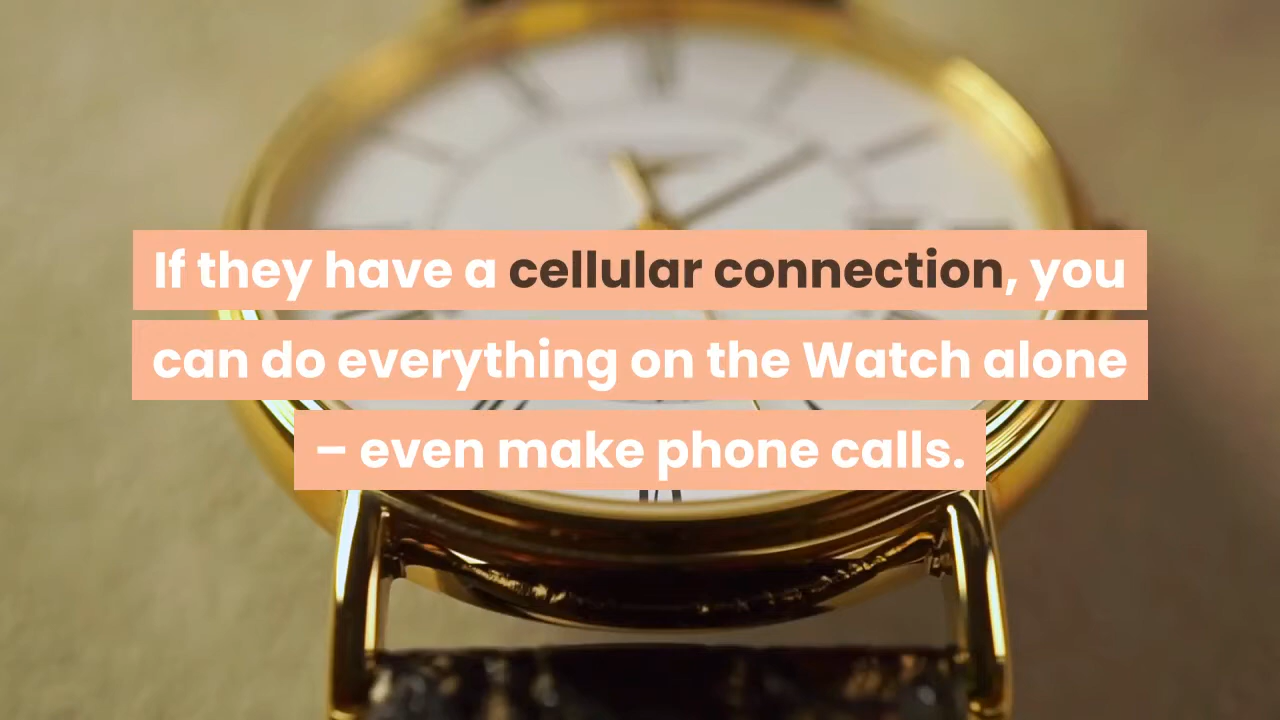 If they have a cellular connection, you
can do everything on the Watch alone
– even make phone calls.